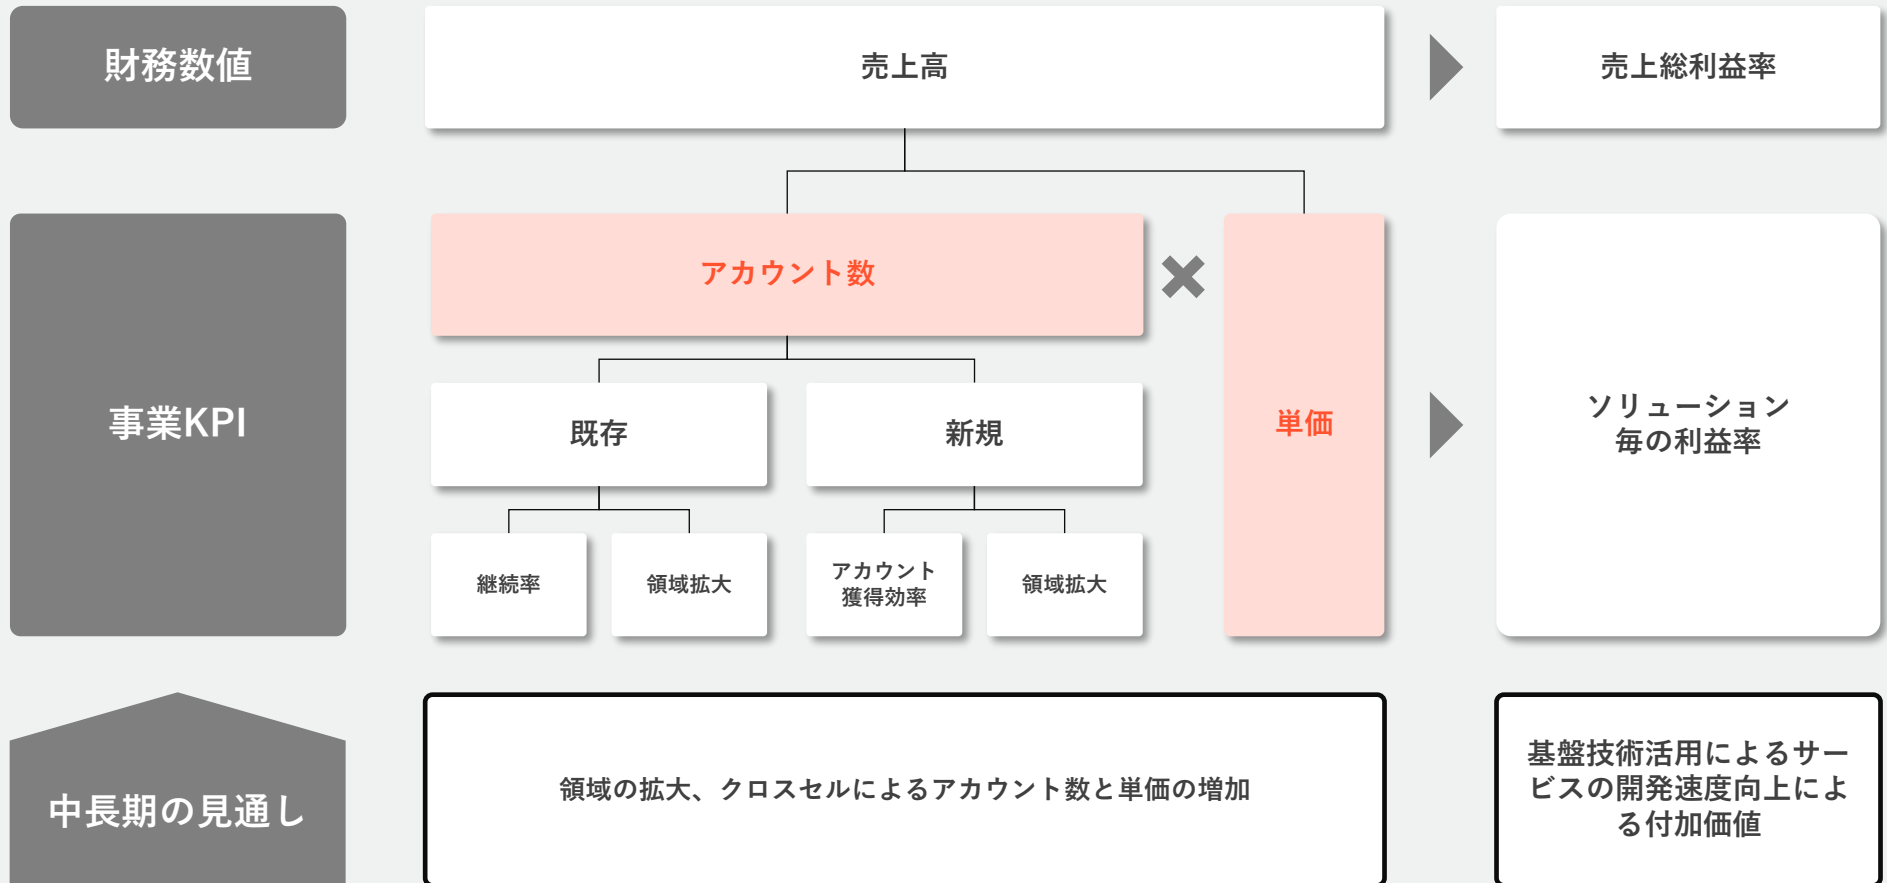 財務数値
売上高
売上総利益率
事業KPI
アカウント数
単価
ソリューション
毎の利益率
既存
新規
継続率
領域拡大
アカウント
獲得効率
領域拡大
中長期の見通し
領域の拡大、クロスセルによるアカウント数と単価の増加
基盤技術活用によるサー
ビスの開発速度向上によ
る付加価値